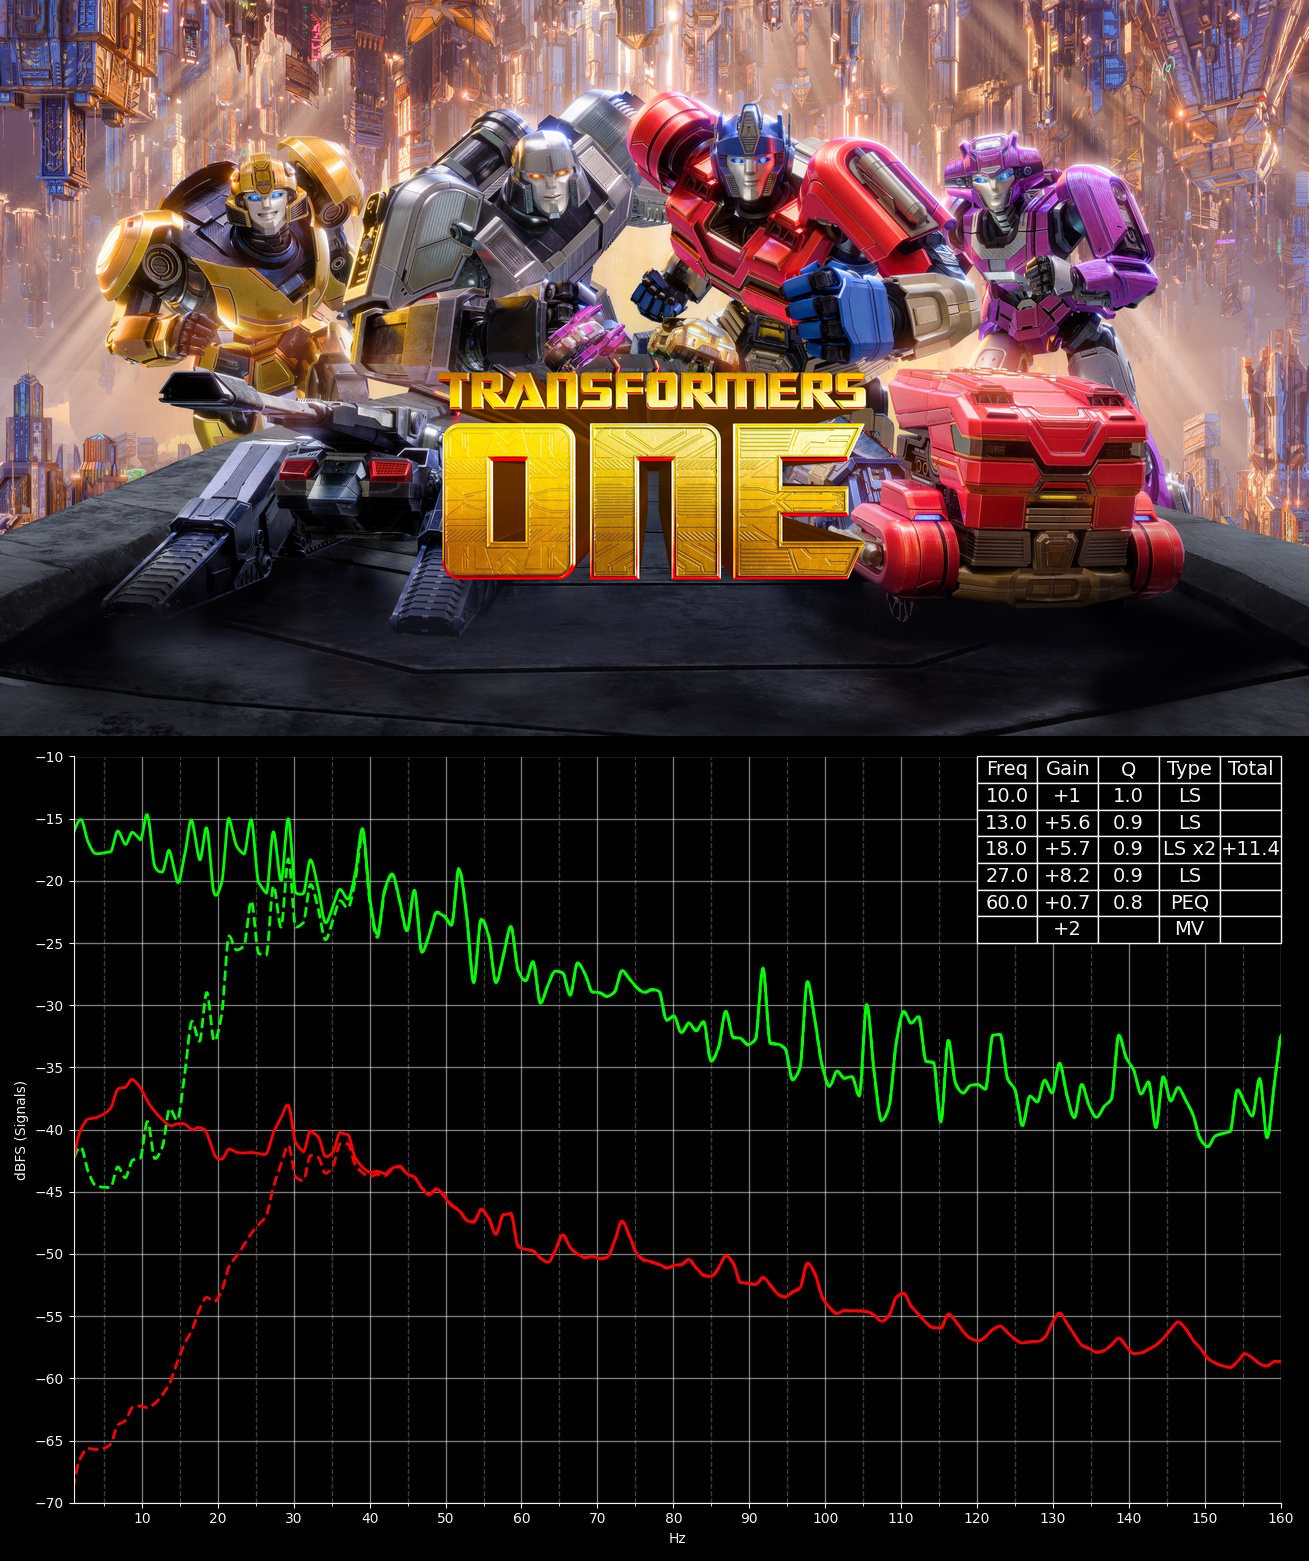 TRANSFORMERS
ONE
Freq Gain Q Type Total
10.0 +1 1.0 LS
13.0 +5.6 0.9 LS
18.0 +5.7 0.9 LS x2 +11.4
27.0 +8.2 0.9 LS
60.0 +0.7 0.8 PEQ
+2 MV
−10
−15
−20
−25
−30
−35
−40
−45
−50
−55
−60
−65
−70
dBFS (Signals)
10 20 30 40 50 60 70 80 90 100 110 120 130 140 150 160
Hz